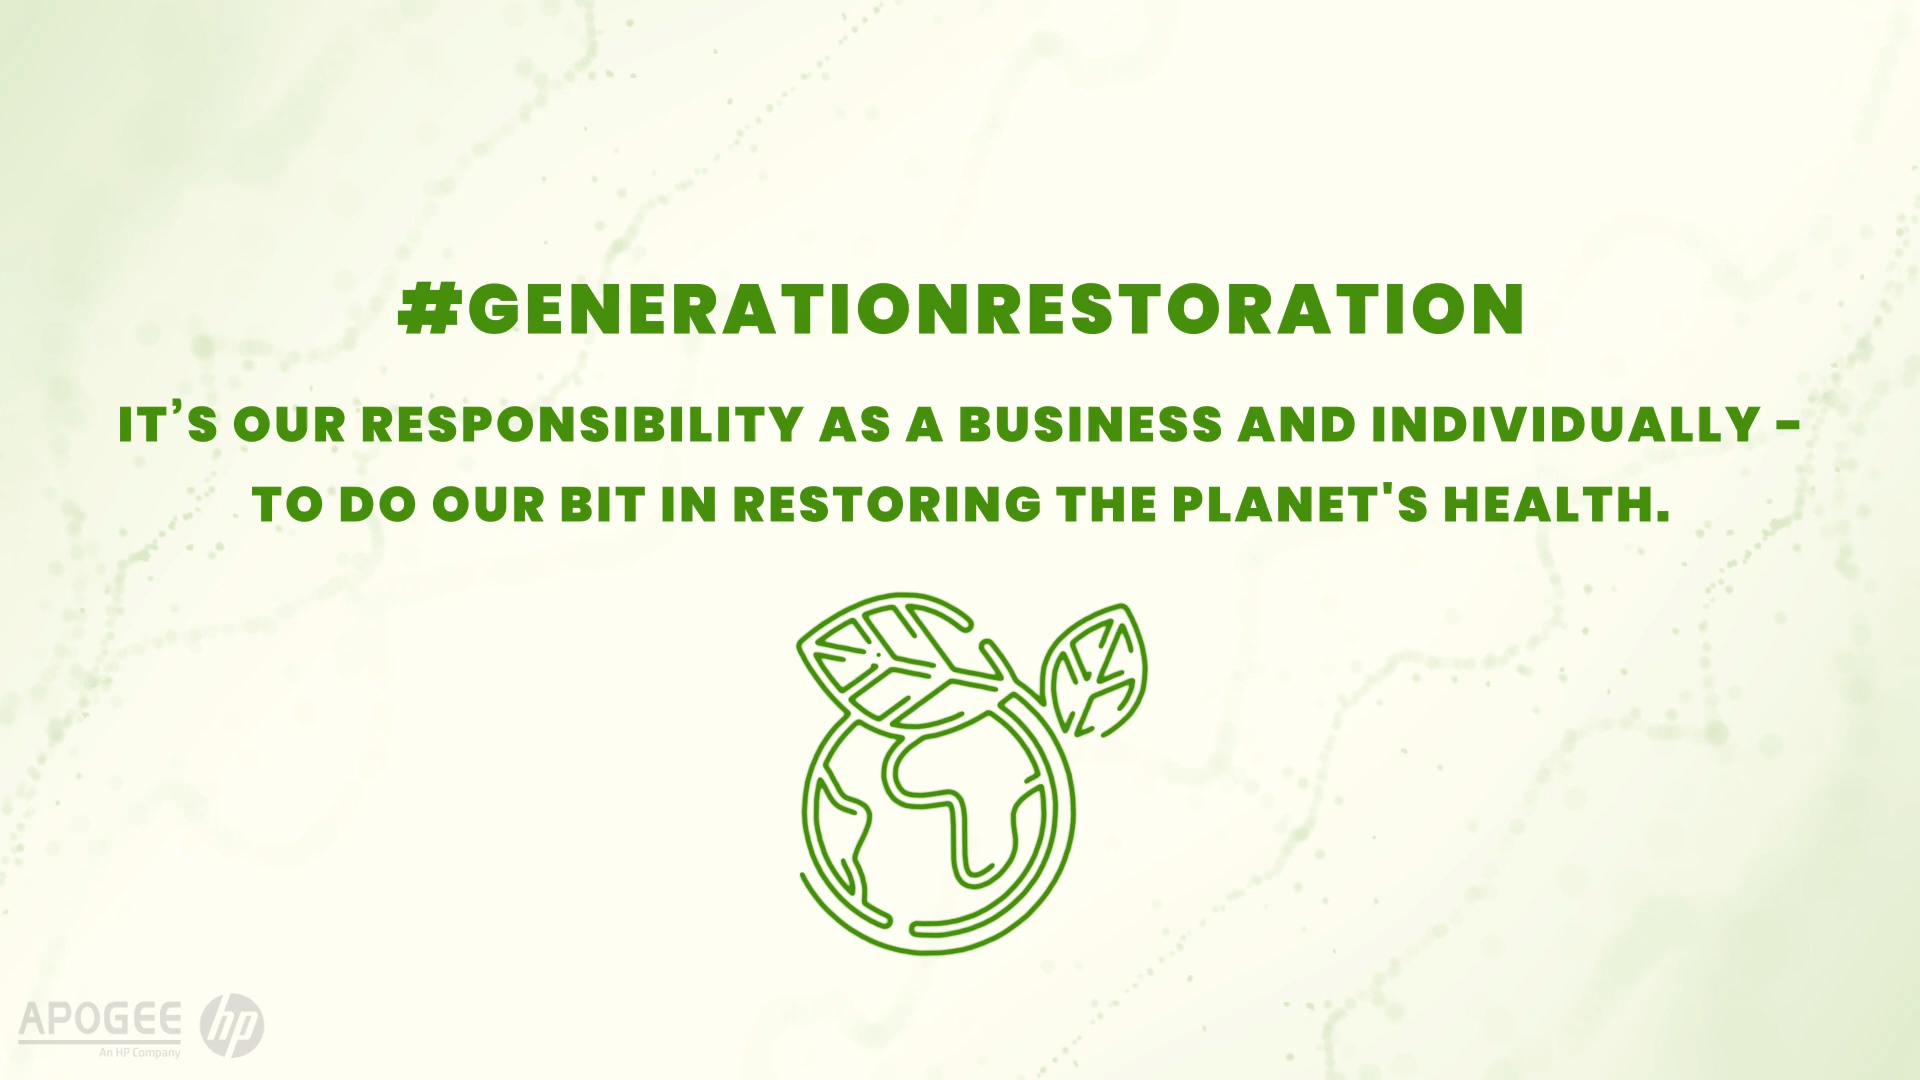 #GENERATIONRESTORATION
IT’S OUR RESPONSIBILITY AS A BUSINESS AND INDIVIDUALLY -
TO DO OUR BIT IN RESTORING THE PLANET'S HEALTH.
APOGEE
An HP Company
hp